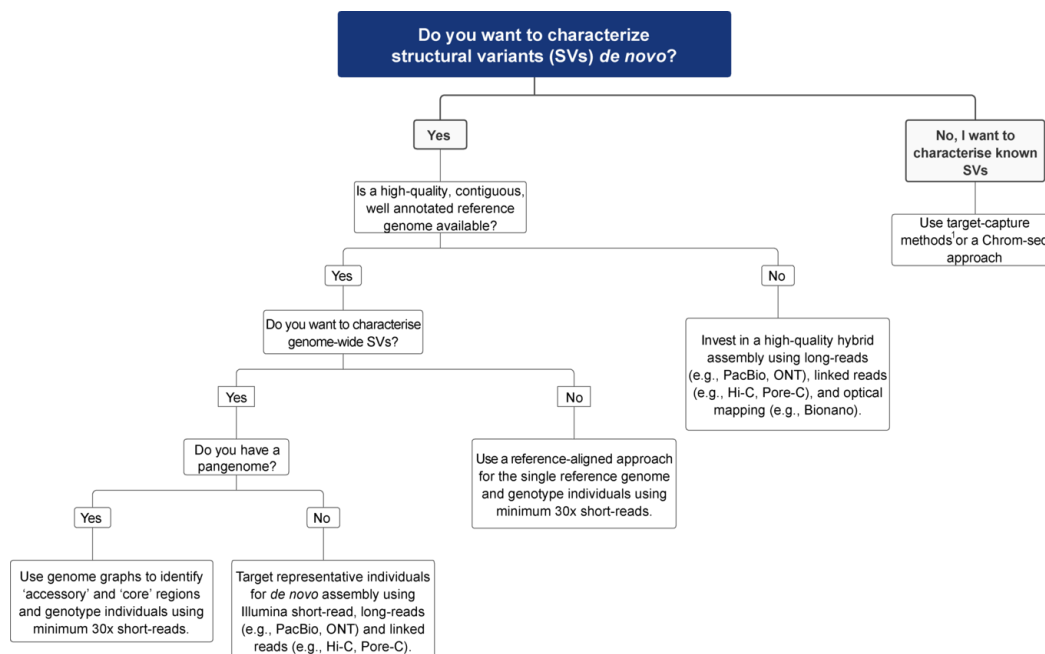 Do you want to characterize
structural variants (SVs) de novo?
Yes
No, I want to
characterise known
SVs
Is a high-quality, contiguous,
well annotated reference
genome available?
Use target-capture
methods¹or a Chrom-seq
approach
Yes
No
Do you want to characterise
genome-wide SVs?
Invest in a high-quality hybrid
assembly using long-reads
(e.g., PacBio, ONT), linked reads
(e.g., Hi-C, Pore-C), and optical
mapping (e.g., Bionano).
Yes
No
Do you have a
pangenome?
Use a reference-aligned approach
for the single reference genome
and genotype individuals using
minimum 30x short-reads.
Yes
No
Use genome graphs to identify
‘accessory’ and ‘core’ regions
and genotype individuals using
minimum 30x short-reads.
Target representative individuals
for de novo assembly using
Illumina short-read, long-reads
(e.g., PacBio, ONT) and linked
reads (e.g., Hi-C, Pore-C).